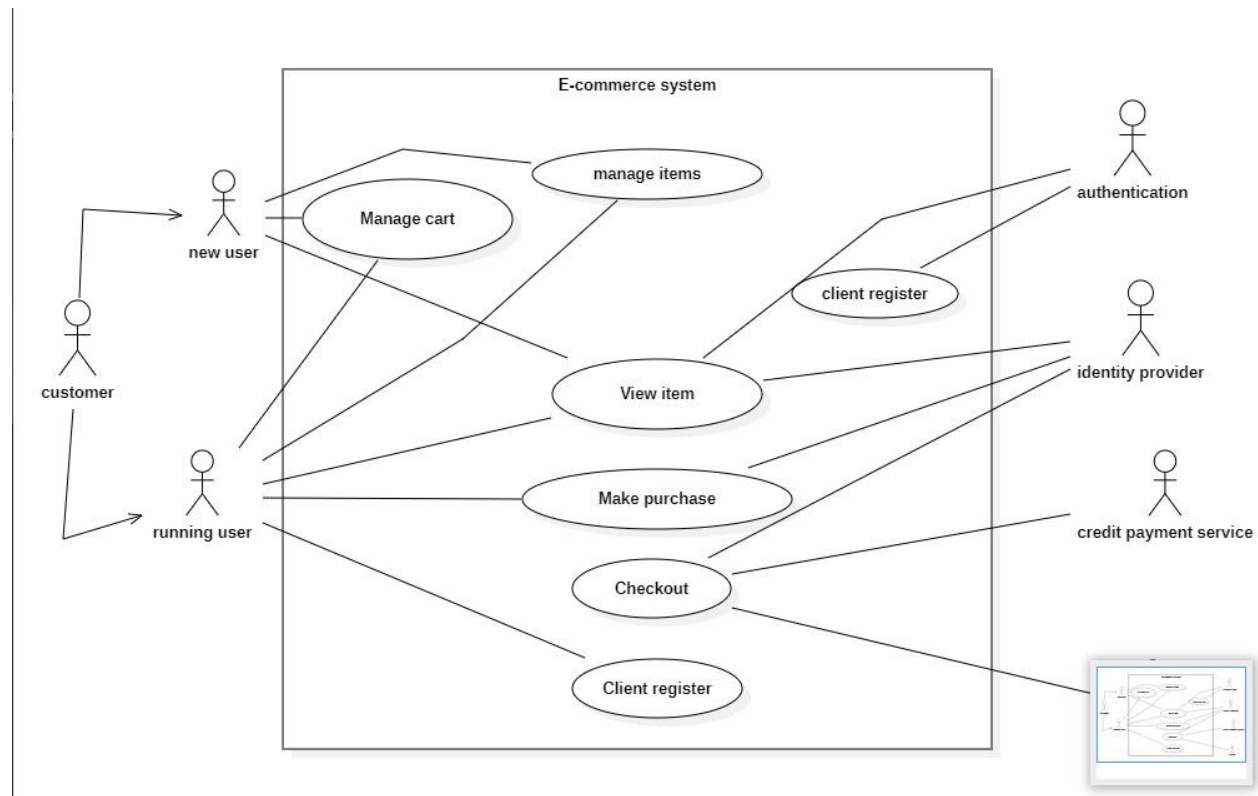 E-commerce system
manage items
Manage cart
new user
authentication
client register
customer
View item
identity provider
running user
Make purchase
credit payment service
Checkout
Client register